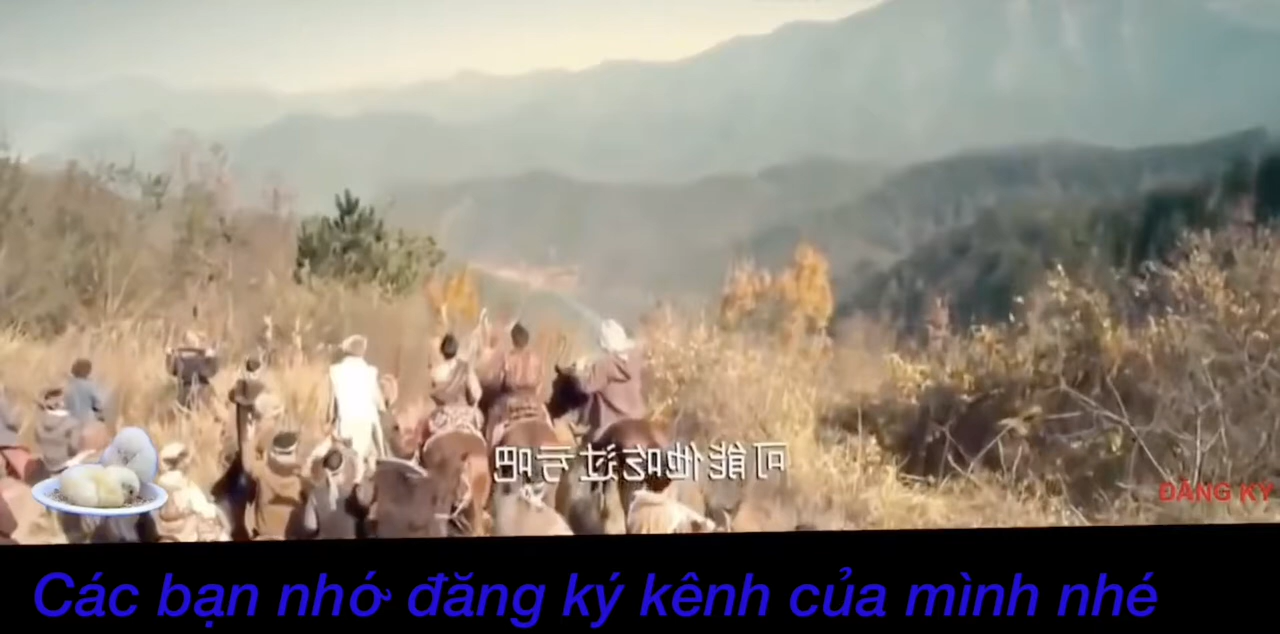 可能他吃过亏吧
ĐĂNG KÝ
Các bạn nhớ đăng ký kênh của mình nhé